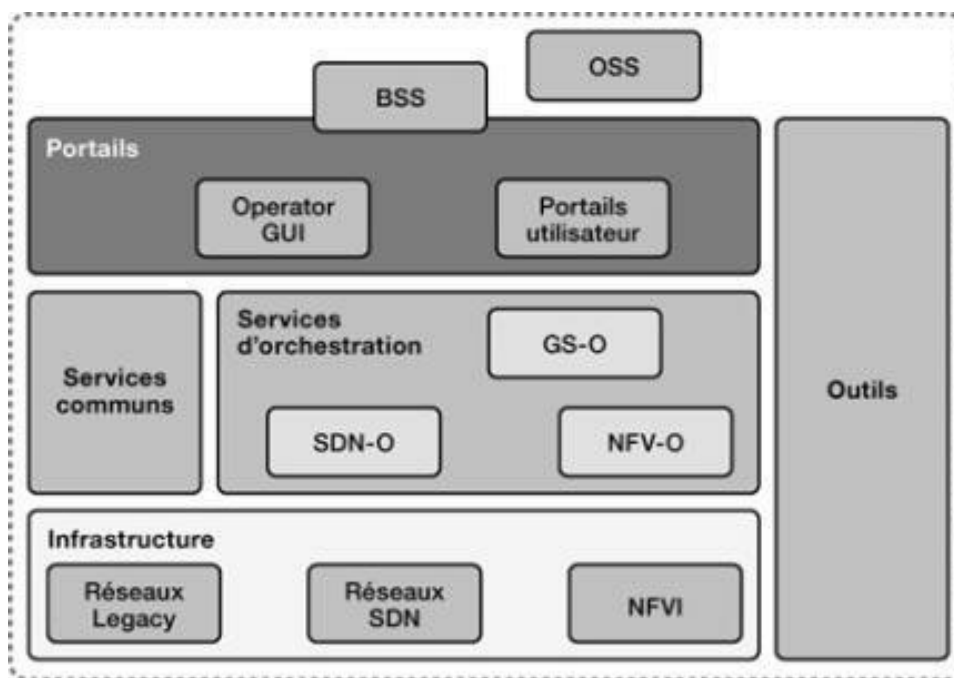 OSS
BSS
Portails
Operator
GUI
Portails
utilisateur
Services
communs
Services
d'orchestration
GS-O
SDN-O
NFV-O
Outils
Infrastructure
Réseaux
Legacy
Réseaux
SDN
NFVI